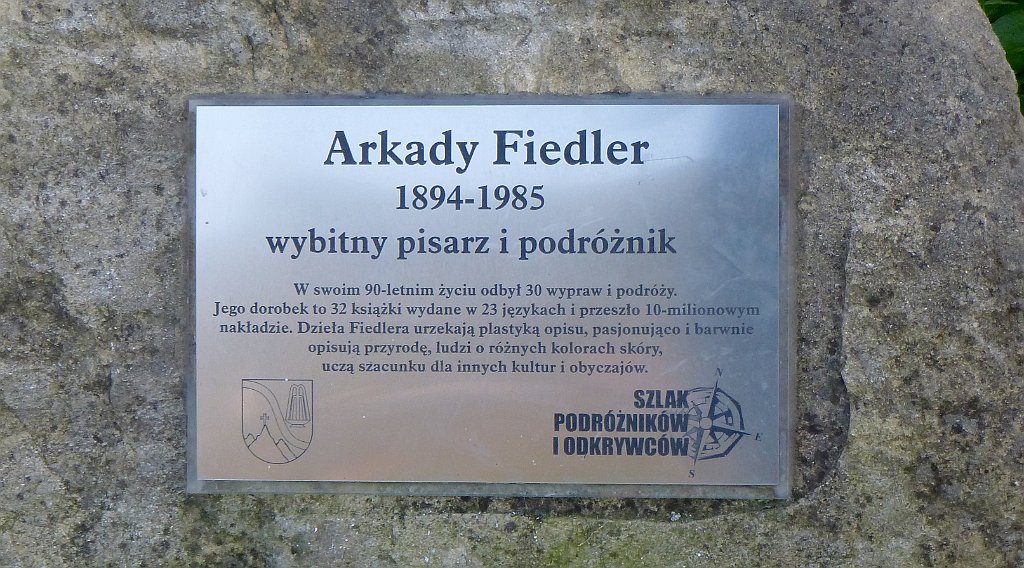 Arkady Fiedler
1894-1985
wybitny pisarz i podróżnik
W swoim 90-letnim życiu odbył 30 wypraw i podróży.
Jego dorobek to 32 książki wydane w 23 językach i przeszło 10-milionowym
nakładzie. Dzieła Fiedlera urzekają plastyką opisu, pasjonująco i barwnie
opisują przyrodę, ludzi o różnych kolorach skóry,
uczą szacunku dla innych kultur i obyczajów.
N
SZLAK
PODRÓŻNIKÓW
E
I ODKRYWCÓW
S